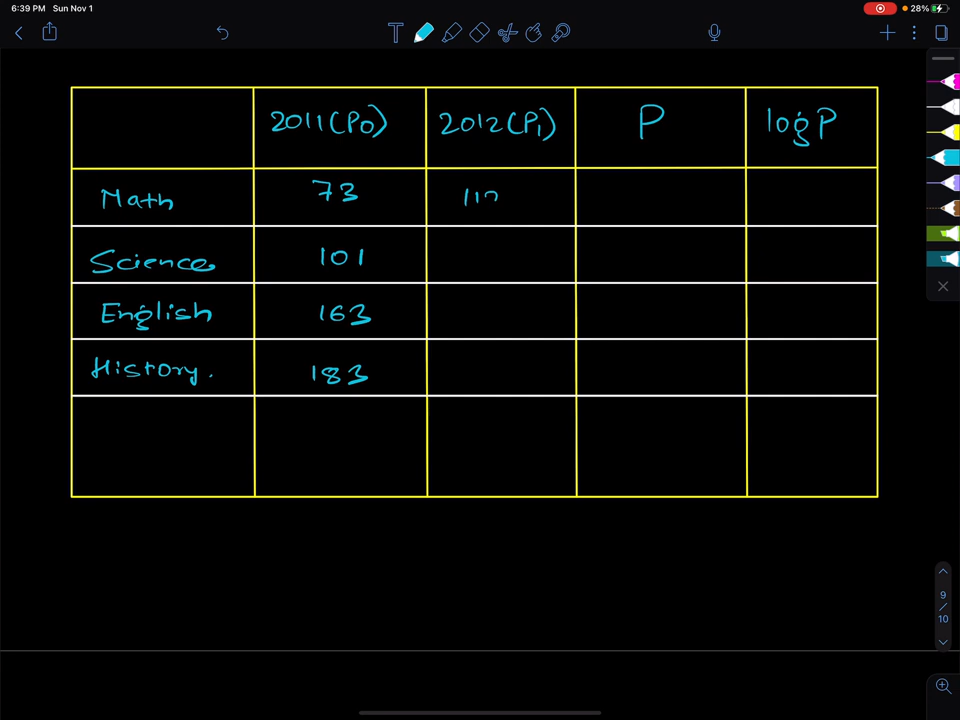 6:39 PM Sun Nov 1
28%
T
2011(P0) 2012(P1) P log P
Math 73
Science 101
English 163
History. 183
9
/
10